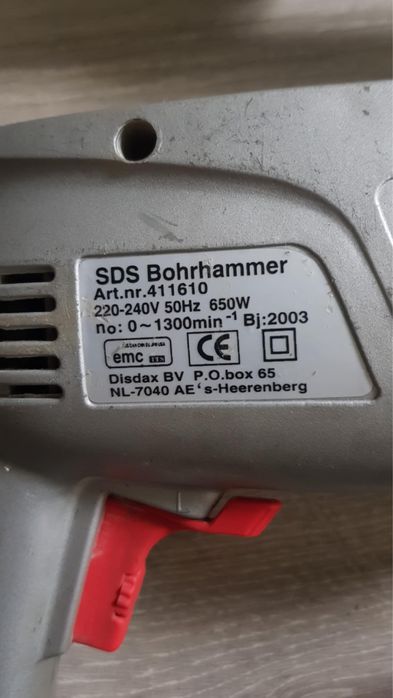 SDS Bohrhammer
Art.nr.411610
220-240V 50Hz 650W
no: 0~1300min⁻¹ Bj:2003
emc CE
Disdax BV P.O.box 65
NL-7040 AE's-Heerenberg